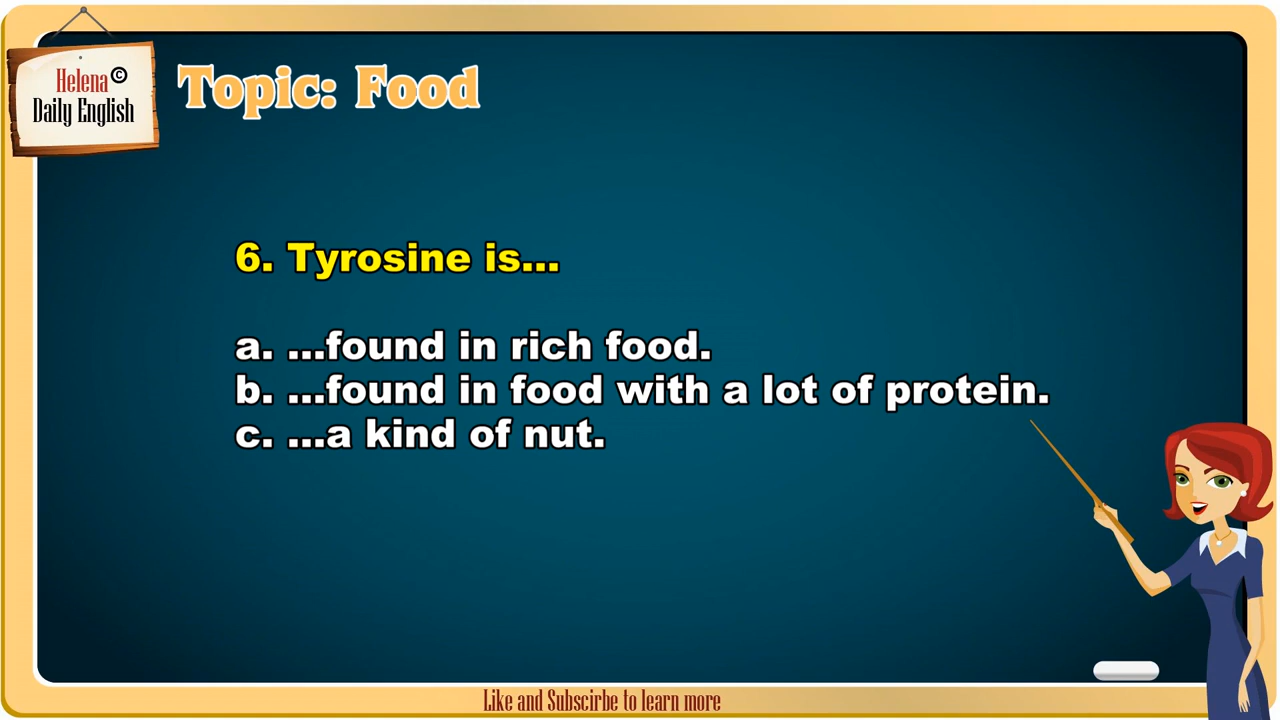 Helena ©
Daily English
Topic: Food
6. Tyrosine is...
a. ...found in rich food.
b. ...found in food with a lot of protein.
c. ...a kind of nut.
Like and Subscirbe to learn more